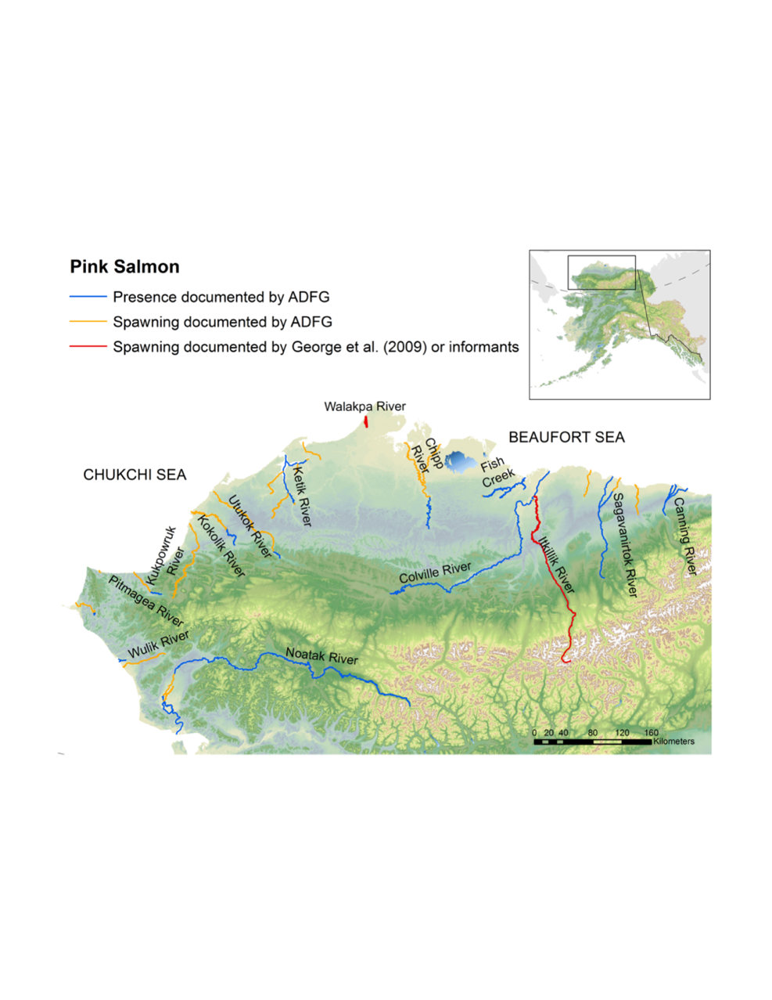 Pink Salmon
Presence documented by ADFG
Spawning documented by ADFG
Spawning documented by George et al. (2009) or informants
Walakpa River
BEAUFORT SEA
CHUKCHI SEA
Chipp
River
Fish
Creek
Ketik River
Utukok River
Kokolik River
Kukpowruk
River
Pitmagea River
Wulik River
Noatak River
Colville River
Itkillik River
Sagavanirtok River
Canning River
0 20 40 80 120 160
Kilometers